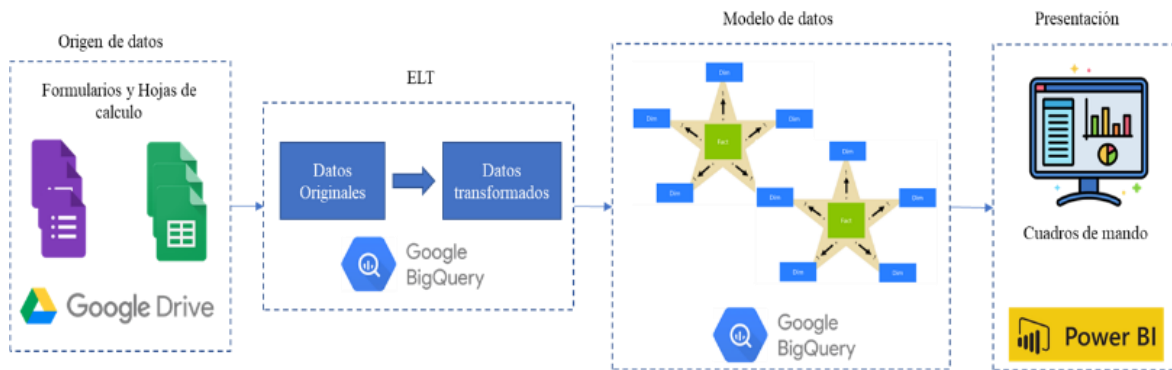 Origen de datos
Formularios y Hojas de
calculo
Google Drive
ELT
Datos
Originales
Datos
transformados
Google
BigQuery
Modelo de datos
Dim
Dim
Dim
Fact
Dim
Dim
Dim
Dim
Dim
Fact
Dim
Dim
Google
BigQuery
Presentación
Cuadros de mando
Power BI